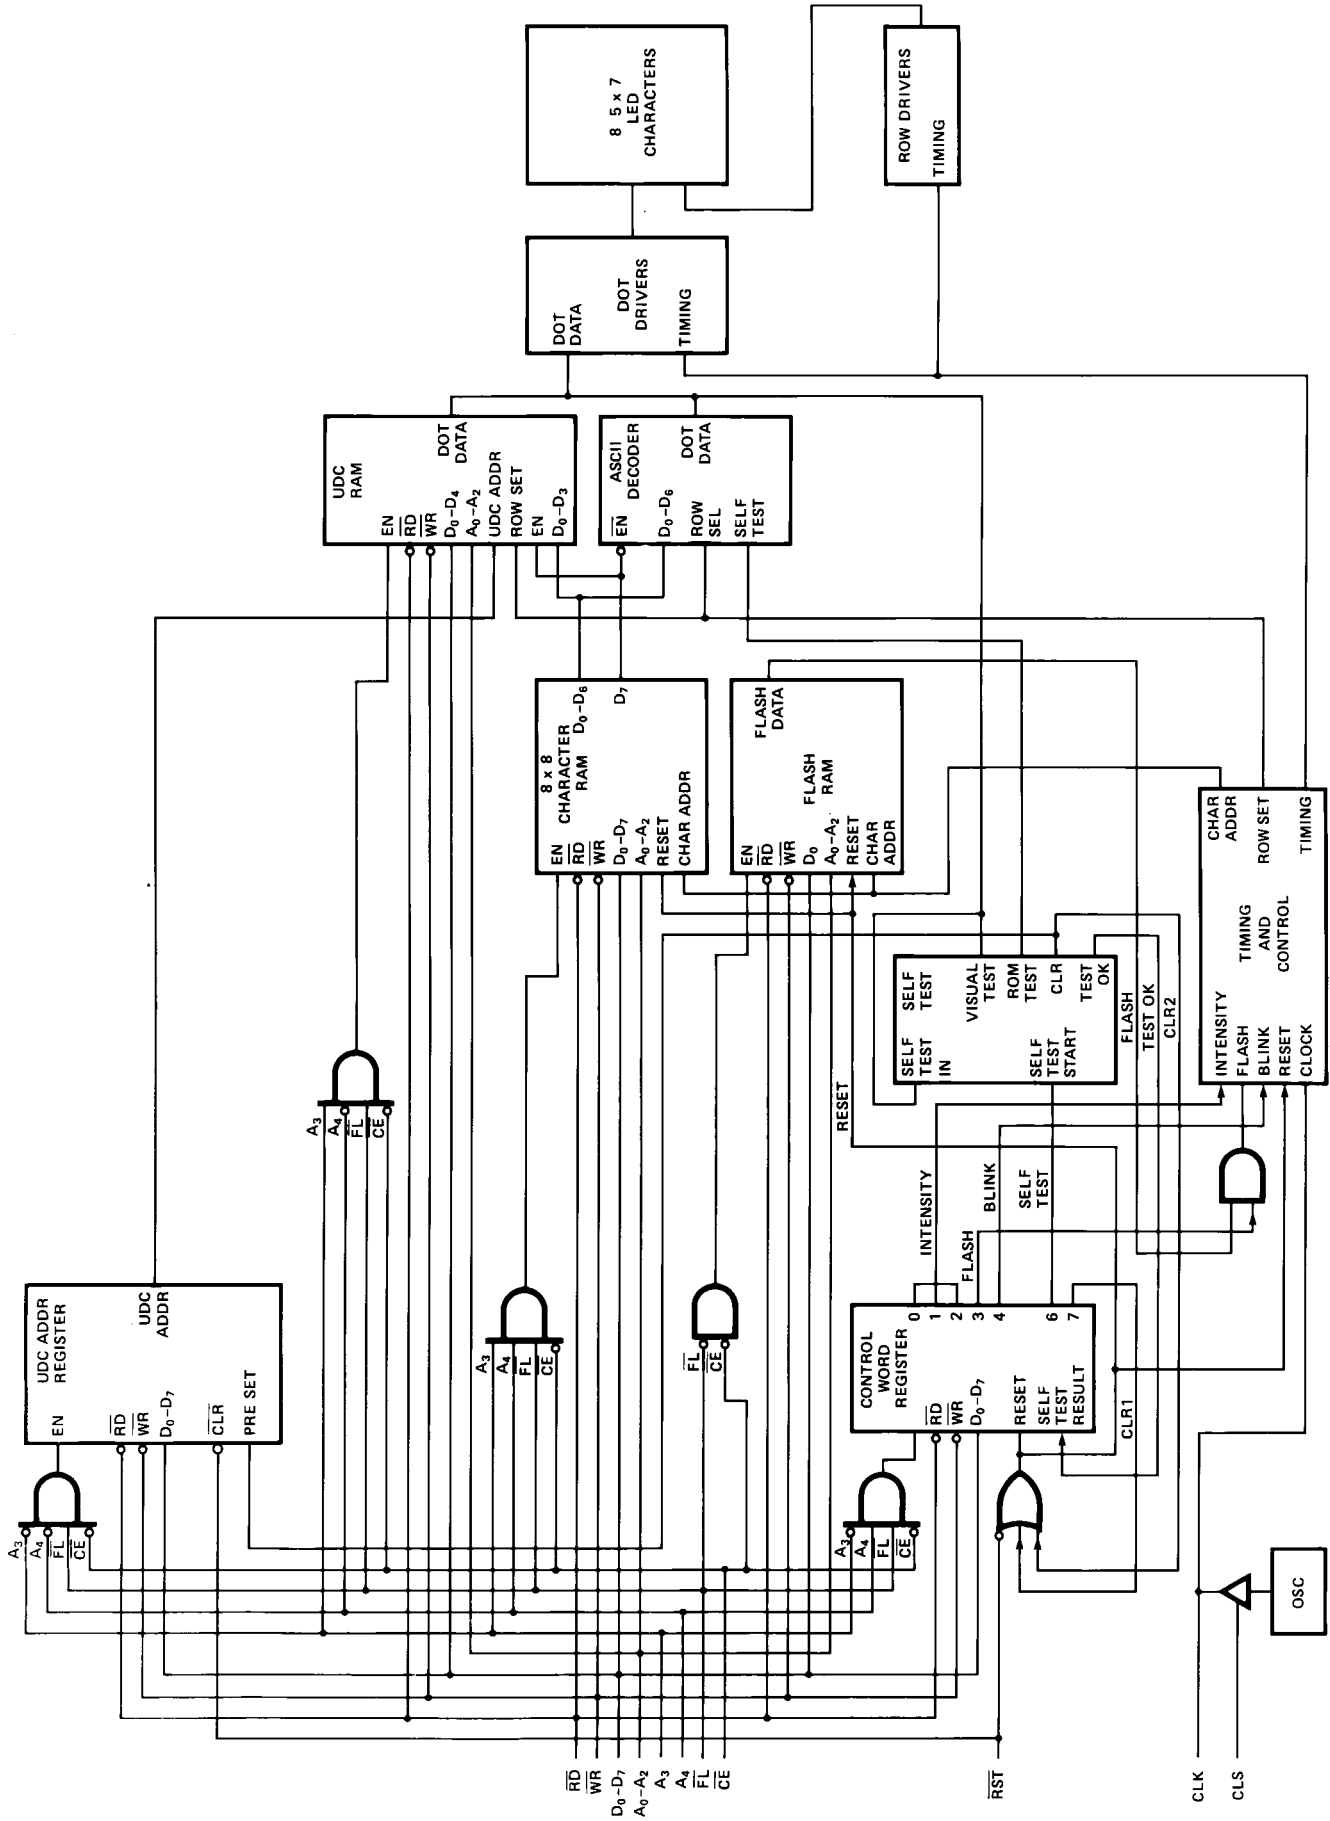 8 5 x 7
LED
CHARACTERS
ROW DRIVERS
TIMING
DOT
DATA
DOT
DRIVERS
TIMING
UDC
RAM
DOT
DATA
EN
RD
WR
D0-D4
A0-A2
UDC ADDR
ROW SET
EN
D0-D3
ASCII
DECODER
DOT
DATA
EN
D0-D6
ROW
SEL
SELF
TEST
8 x 8
CHARACTER
RAM
D0-D6
D7
EN
RD
WR
D0-D7
A0-A2
RESET
CHAR ADDR
FLASH
DATA
FLASH
RAM
EN
RD
WR
D0
A0-A2
RESET
CHAR
ADDR
CHAR
ADDR
ROW SET
TIMING
TIMING
AND
CONTROL
INTENSITY
FLASH
BLINK
RESET
CLOCK
SELF
TEST
VISUAL
TEST
ROM
TEST
CLR
TEST
OK
SELF
TEST
IN
SELF
TEST
START
FLASH
TEST OK
CLR2
A3
A4
FL
CE
RESET
INTENSITY
FLASH
BLINK
SELF
TEST
UDC ADDR
REGISTER
UDC
ADDR
EN
RD
WR
D0-D7
CLR
PRE SET
A3
A4
FL
CE
FL
CE
CONTROL
WORD
REGISTER
0
1
2
3
4
6
7
RD
WR
D0-D7
RESET
SELF
TEST
RESULT
CLR1
A3
A4
FL
CE
A3
A4
FL
CE
OSC
RD
WR
D0-D7
A0-A2
A3
A4
FL
CE
RST
CLK
CLS